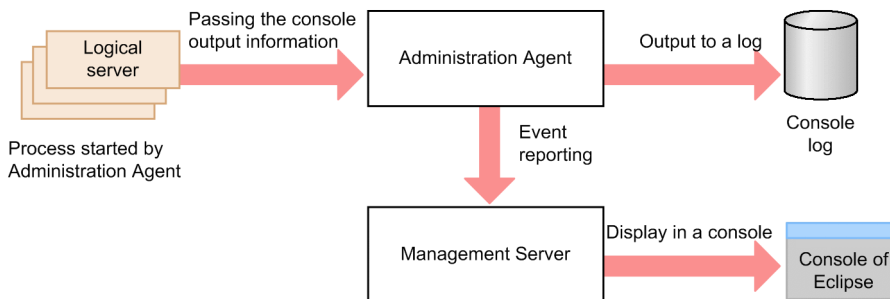 Passing the console
output information
Logical
server
Administration Agent
Output to a log
Console
log
Process started by
Administration Agent
Event
reporting
Management Server
Display in a console
Console of
Eclipse